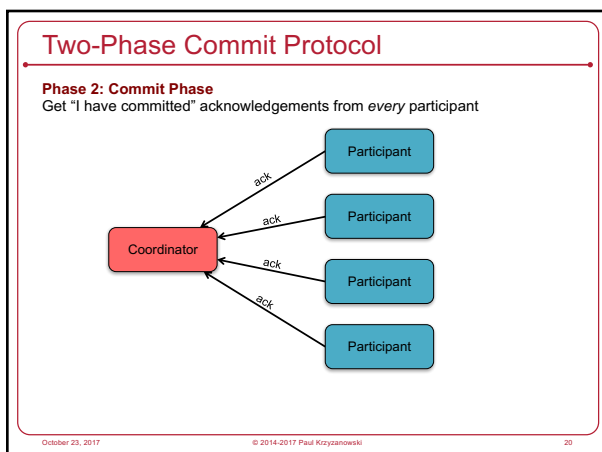 Two-Phase Commit Protocol
Phase 2: Commit Phase
Get “I have committed” acknowledgements from every participant
Participant
ack
Participant
ack
Coordinator
ack
Participant
ack
Participant
October 23, 2017
© 2014-2017 Paul Krzyzanowski
20